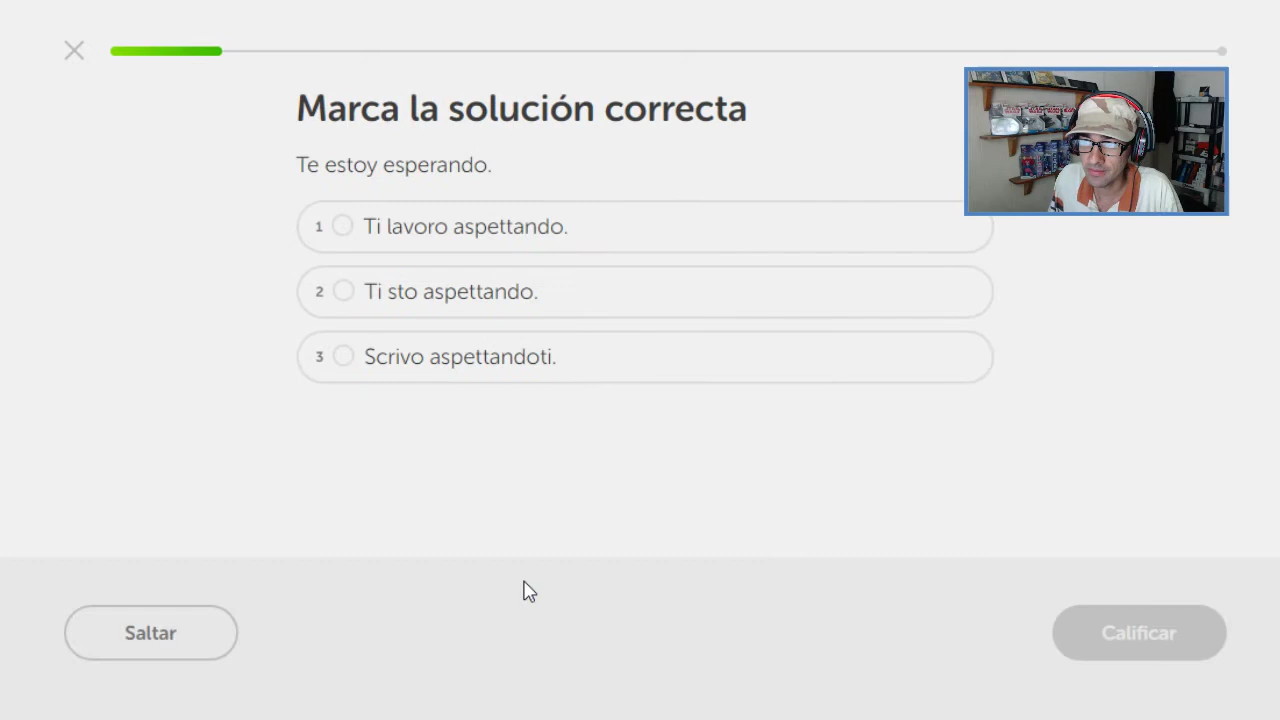 Marca la solución correcta
Te estoy esperando.
1 Ti lavoro aspettando.
2 Ti sto aspettando.
3 Scrivo aspettandoti.
Saltar
Calificar